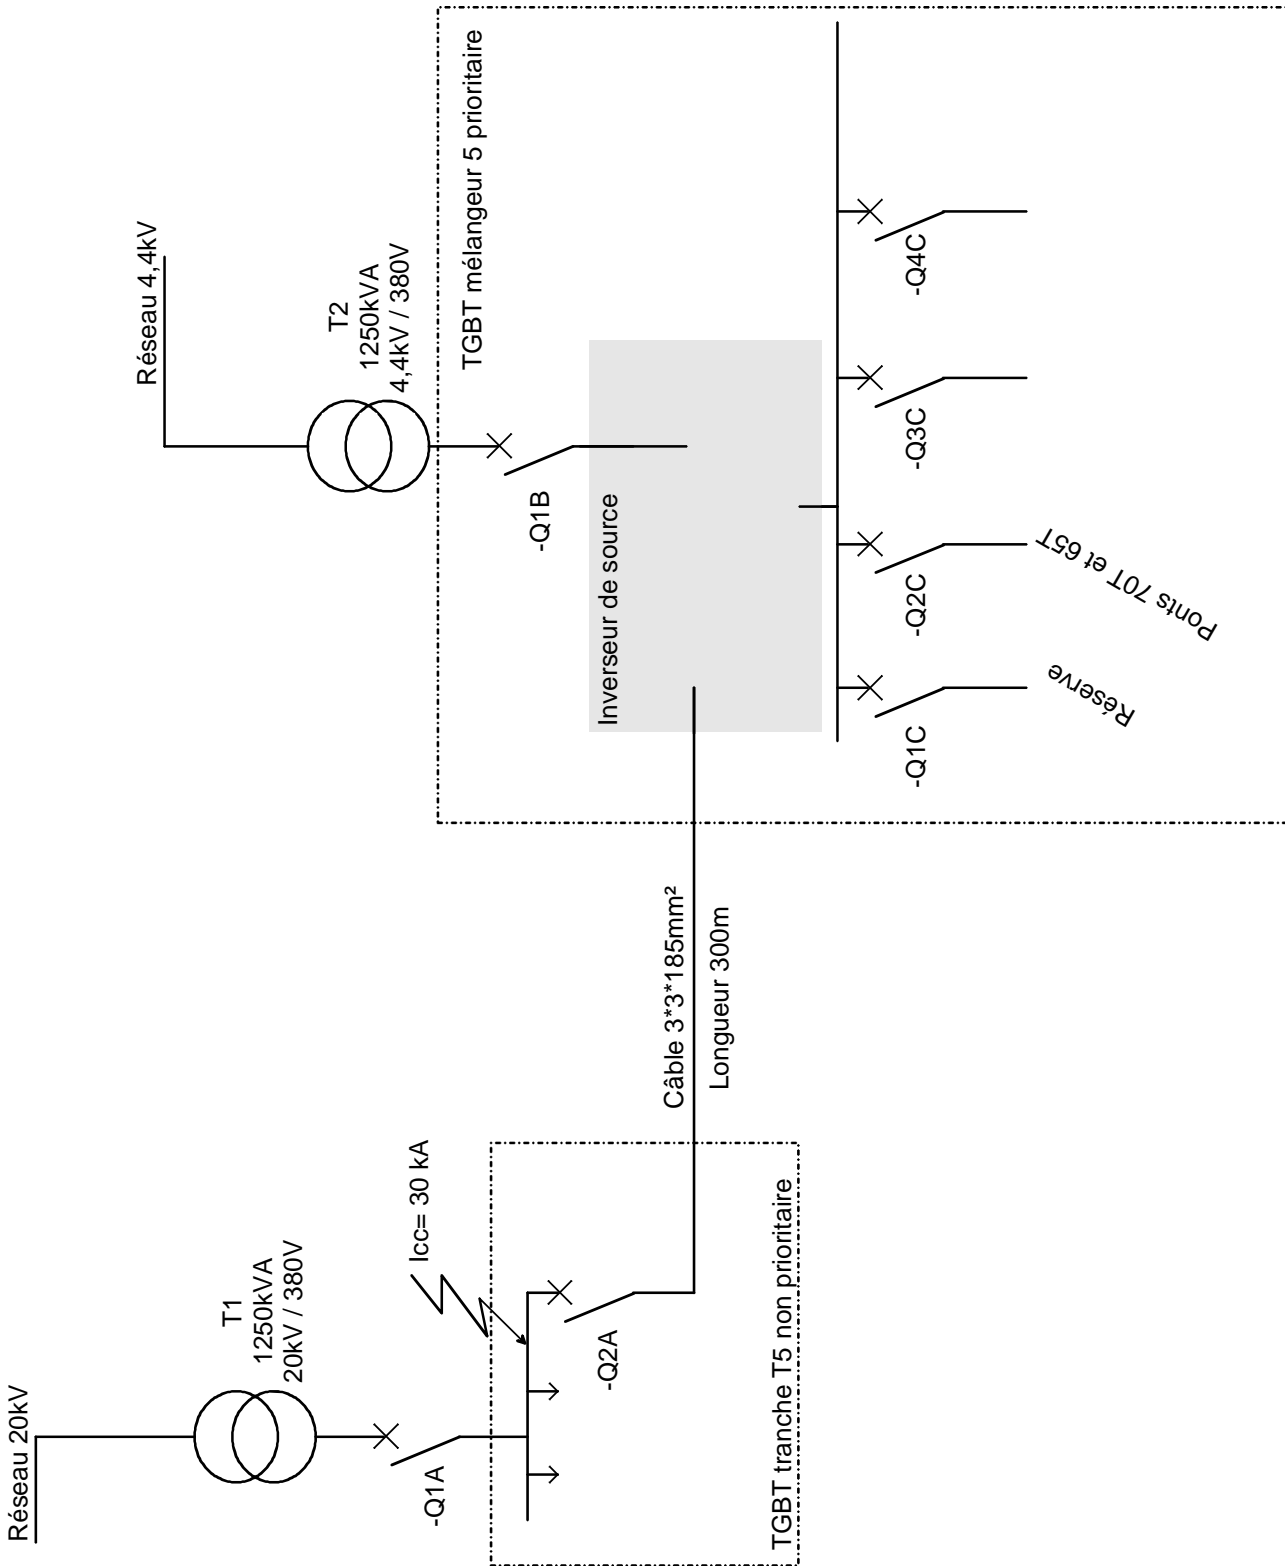 Réseau 20kV
T1
1250kVA
20kV / 380V
-Q1A
Icc= 30 kA
-Q2A
TGBT tranche T5 non prioritaire
Câble 3*3*185mm²
Longueur 300m
Réseau 4,4kV
T2
1250kVA
4,4kV / 380V
TGBT mélangeur 5 prioritaire
-Q1B
Inverseur de source
-Q1C
-Q2C
-Q3C
-Q4C
Réserve
Ponts 70T et 65T